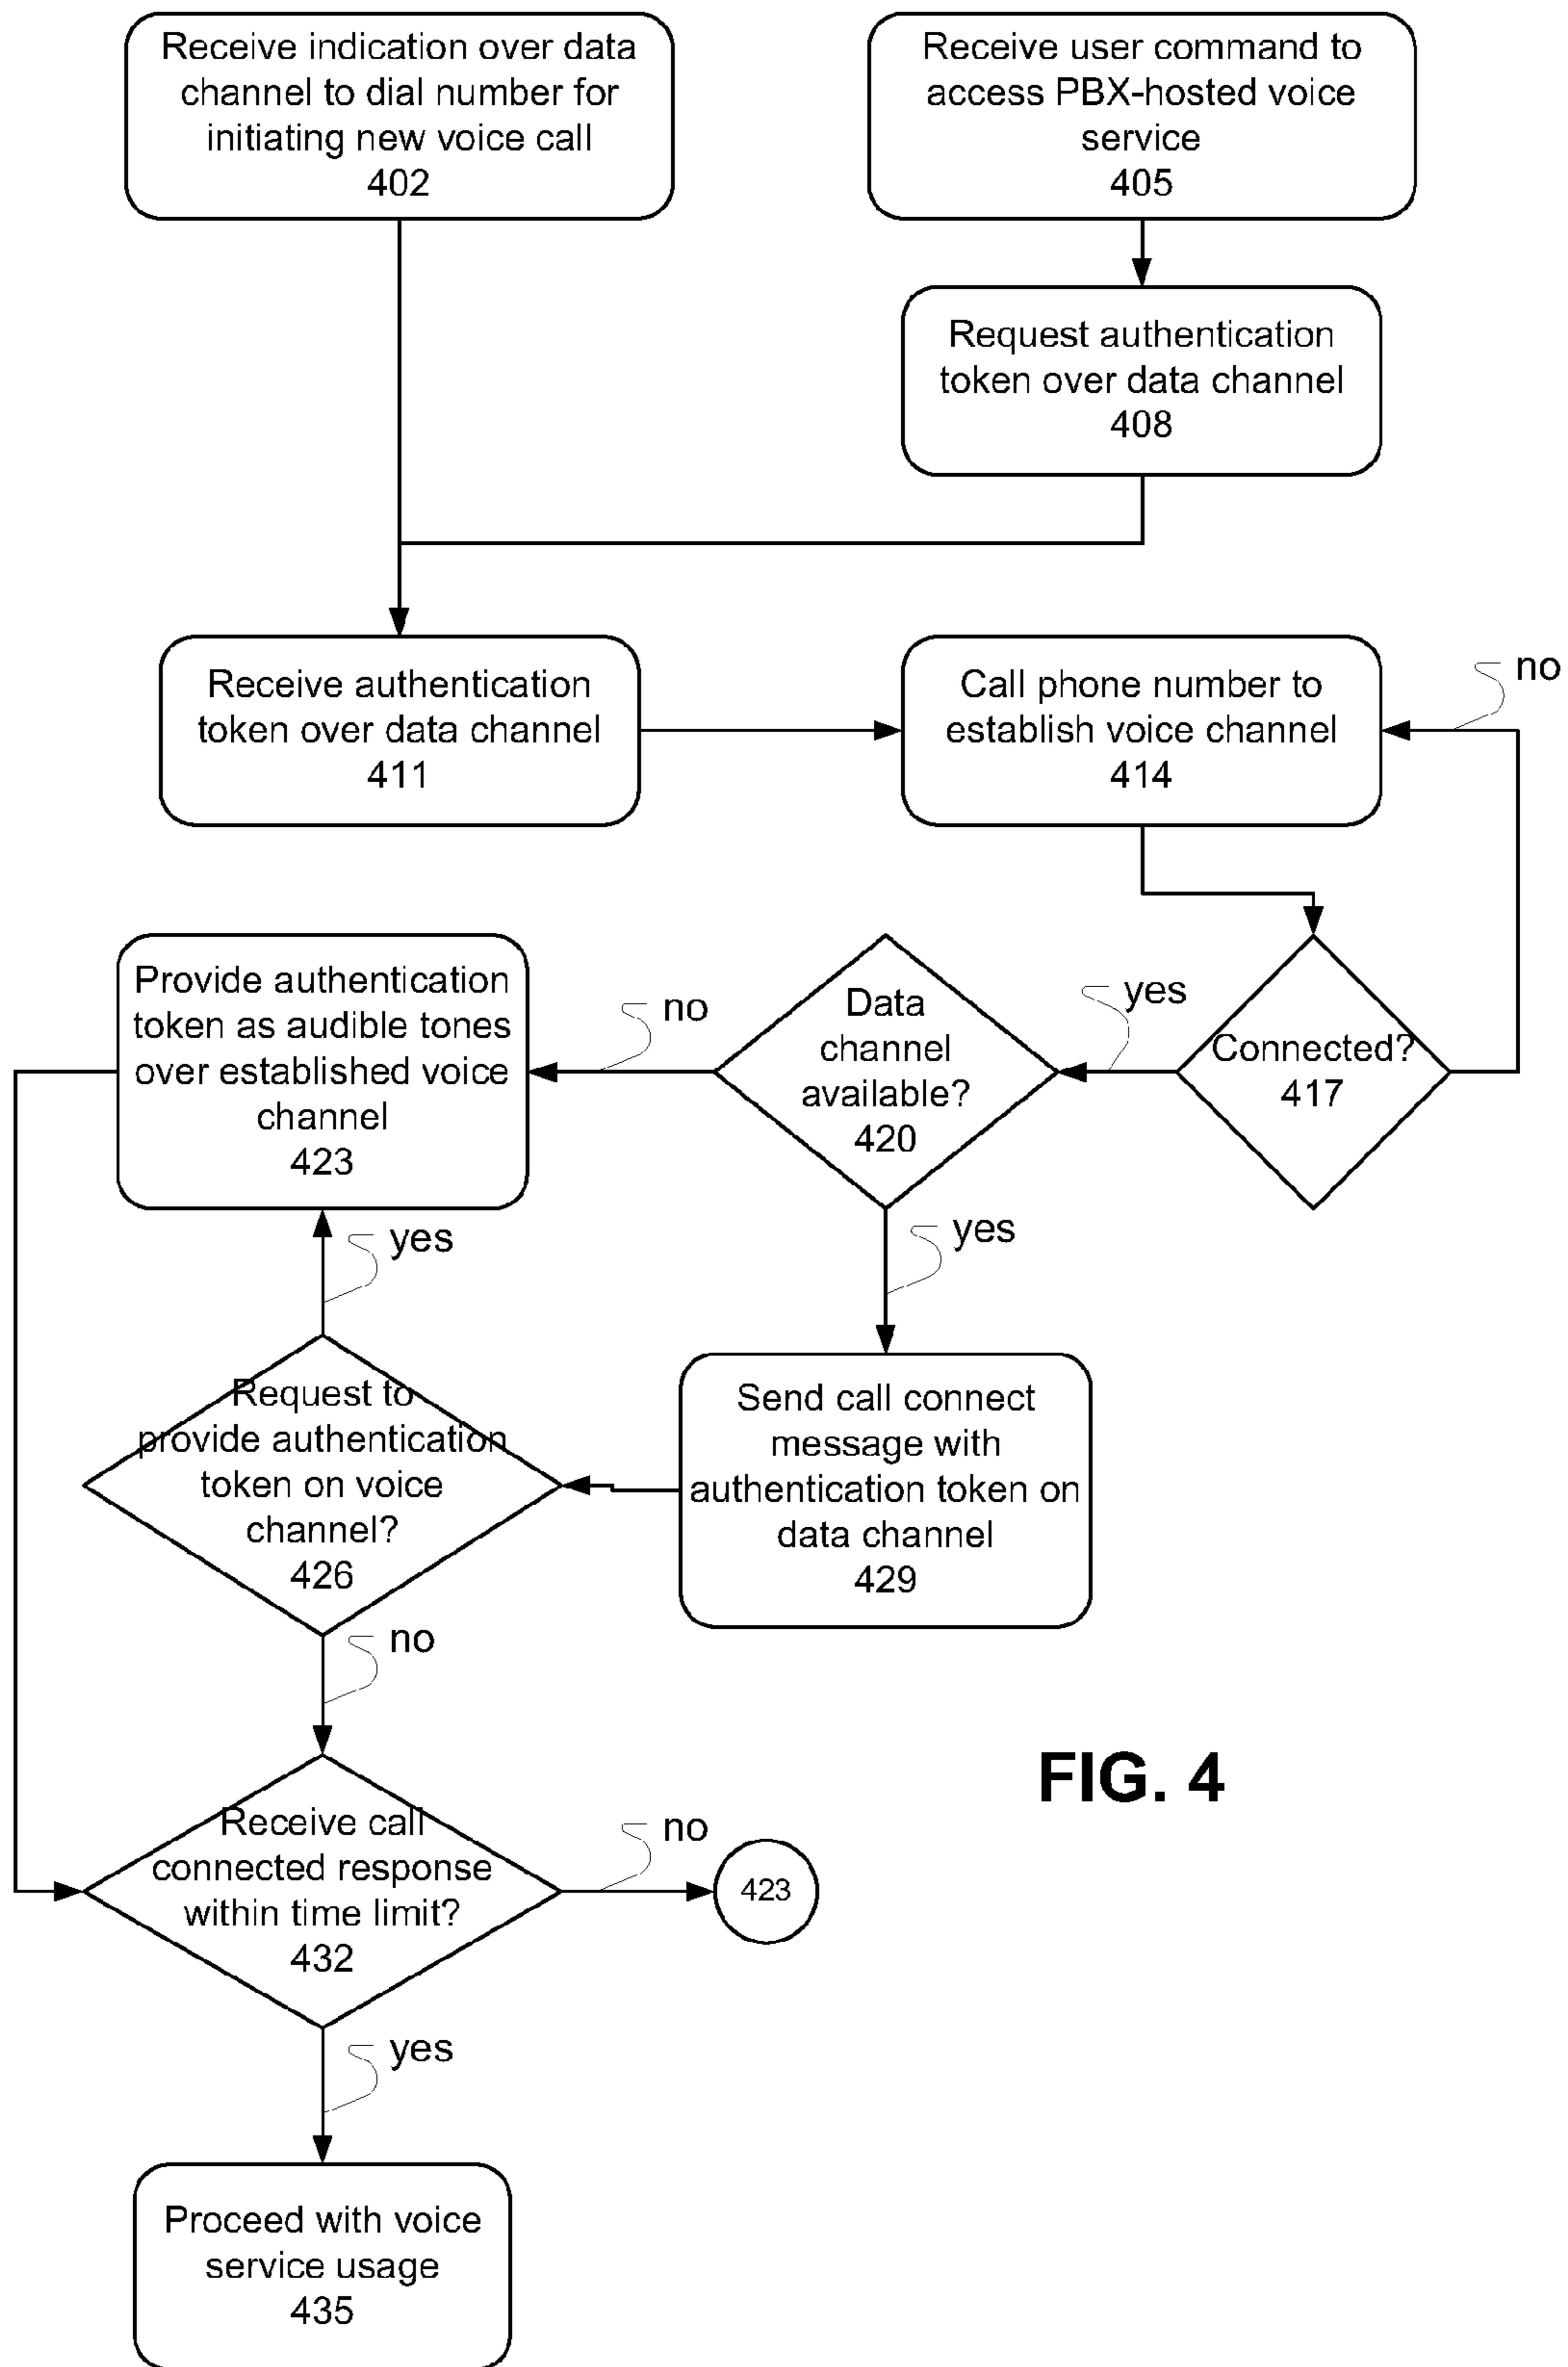 Receive indication over data
channel to dial number for
initiating new voice call
402
Receive user command to
access PBX-hosted voice
service
405
Request authentication
token over data channel
408
Receive authentication
token over data channel
411
Call phone number to
establish voice channel
414
no
Connected?
417
yes
Data
channel
available?
420
no
Provide authentication
token as audible tones
over established voice
channel
423
yes
yes
Send call connect
message with
authentication token on
data channel
429
Request to
provide authentication
token on voice
channel?
426
no
Receive call
connected response
within time limit?
432
no
423
FIG. 4
yes
Proceed with voice
service usage
435